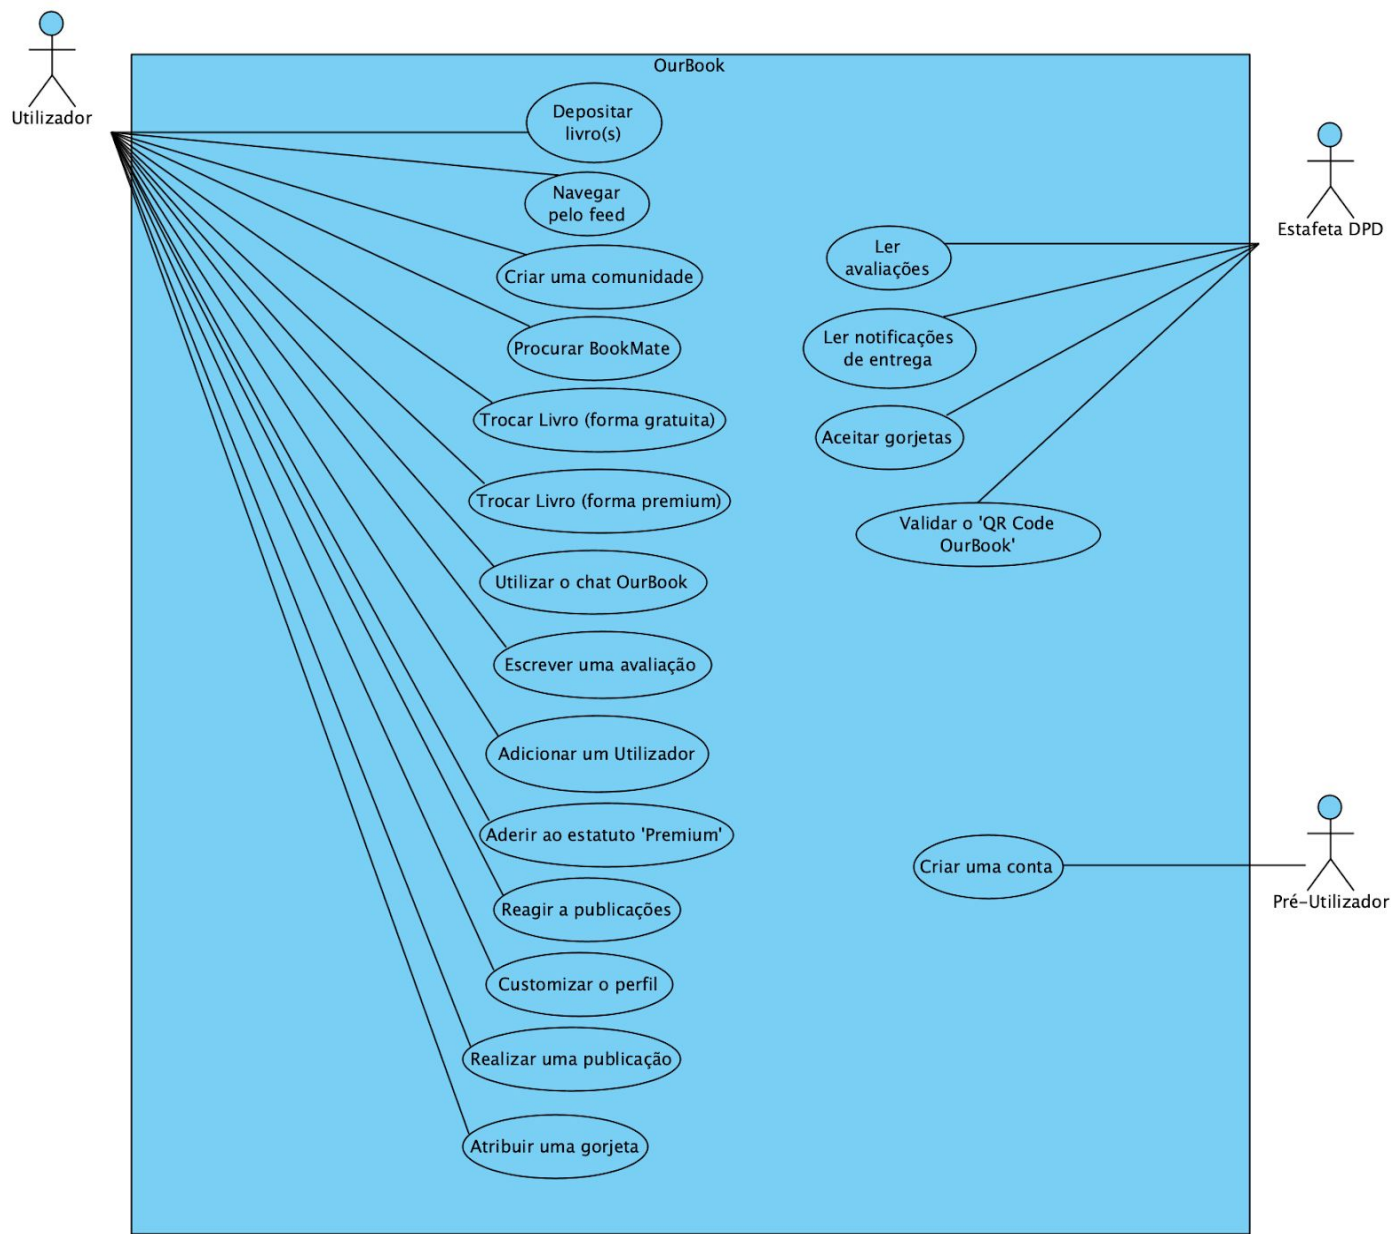 OurBook
Utilizador
Depositar
livro(s)
Navegar
pelo feed
Criar uma comunidade
Procurar BookMate
Trocar Livro (forma gratuita)
Trocar Livro (forma premium)
Utilizar o chat OurBook
Escrever uma avaliação
Adicionar um Utilizador
Aderir ao estatuto 'Premium'
Reagir a publicações
Customizar o perfil
Realizar uma publicação
Atribuir uma gorjeta
Estafeta DPD
Ler
avaliações
Ler notificações
de entrega
Aceitar gorjetas
Validar o 'QR Code
OurBook'
Criar uma conta
Pré-Utilizador